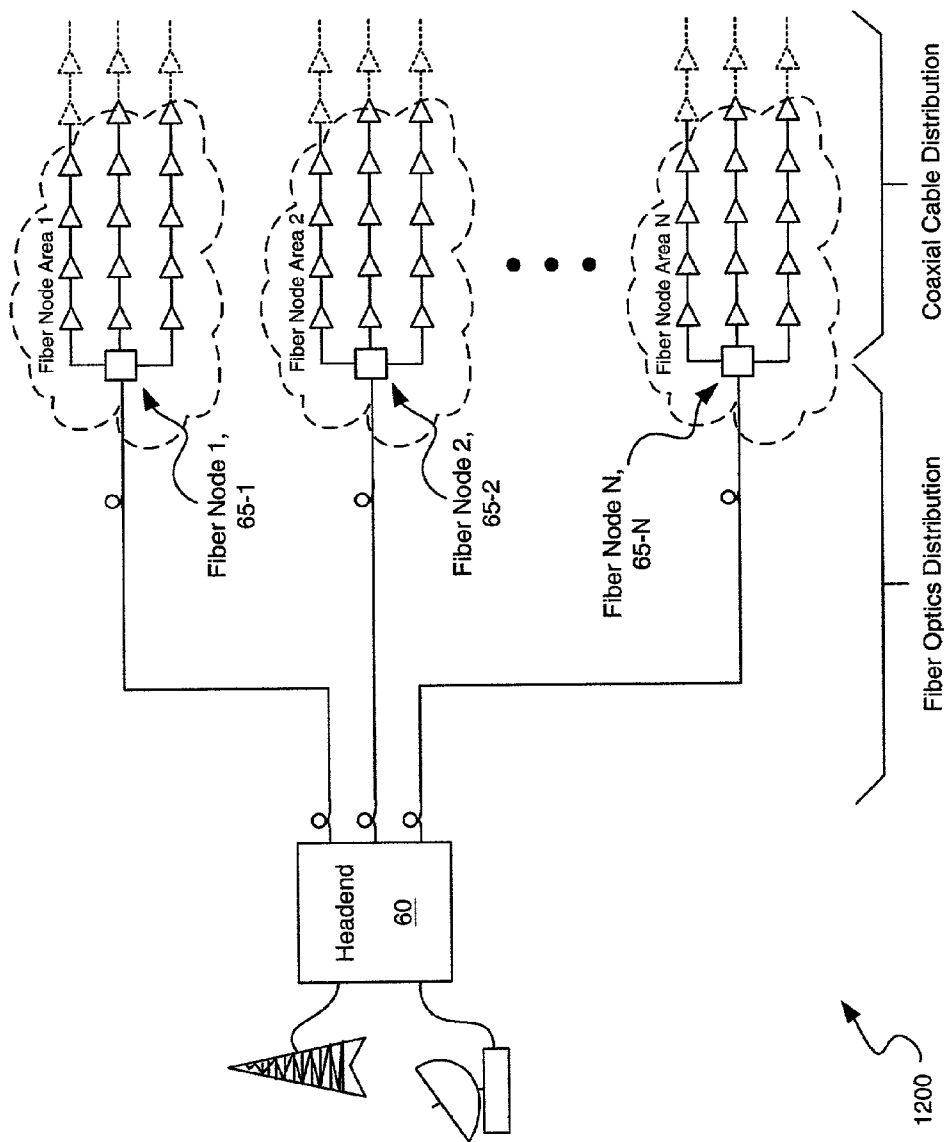 Fiber Node Area 1
Fiber Node 1,
65-1
Fiber Node Area 2
Fiber Node 2,
65-2
Fiber Node Area N
Fiber Node N,
65-N
Headend
60
Fiber Optics Distribution
Coaxial Cable Distribution
1200